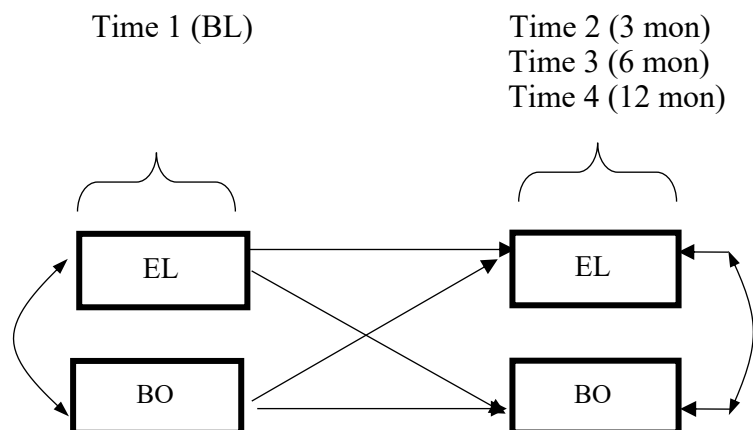 Time 1 (BL)
Time 2 (3 mon)
Time 3 (6 mon)
Time 4 (12 mon)
EL
EL
BO
BO